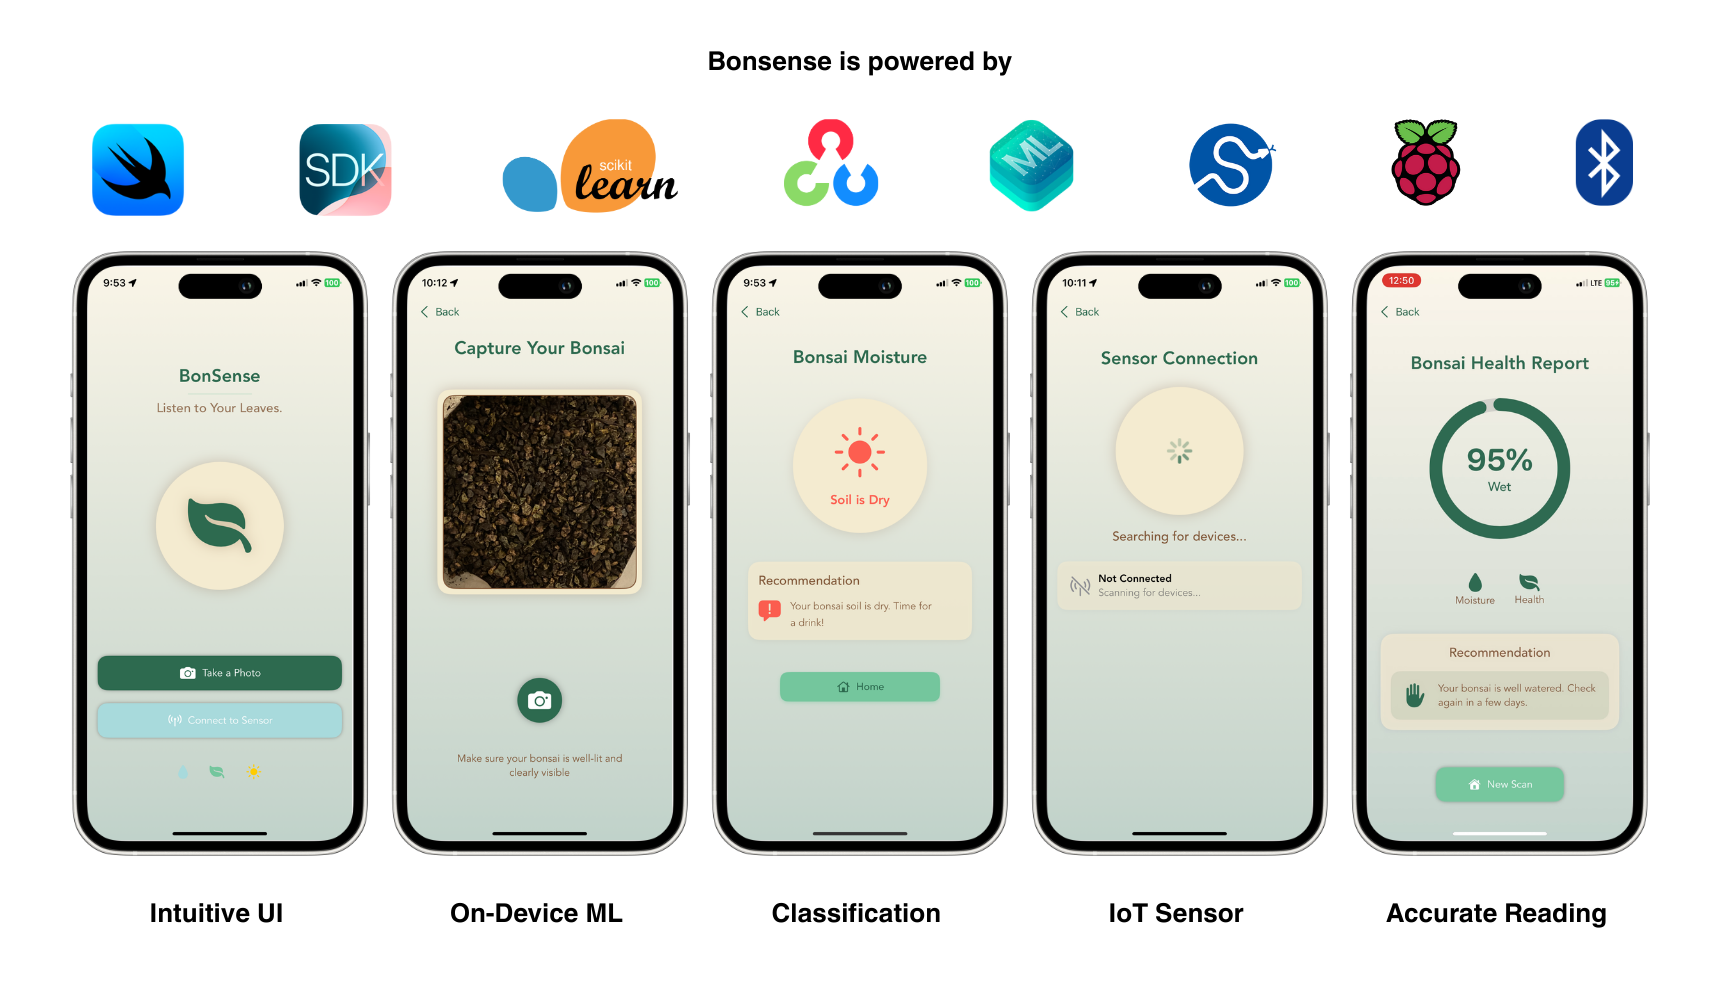 Bonsense is powered by
SDK
scikit
learn
ML
9:53
100
BonSense
Listen to Your Leaves.
Take a Photo
Connect to Sensor
10:12
100
Back
Capture Your Bonsai
Make sure your bonsai is well-lit and
clearly visible
9:53
100
Back
Bonsai Moisture
Soil is Dry
Recommendation
Your bonsai soil is dry. Time for
a drink!
Home
10:11
100
Back
Sensor Connection
Searching for devices...
Not Connected
Scanning for devices...
12:50
LTE
95
Back
Bonsai Health Report
95%
Wet
Moisture
Health
Recommendation
Your bonsai is well watered. Check
again in a few days.
New Scan
Intuitive UI
On-Device ML
Classification
IoT Sensor
Accurate Reading